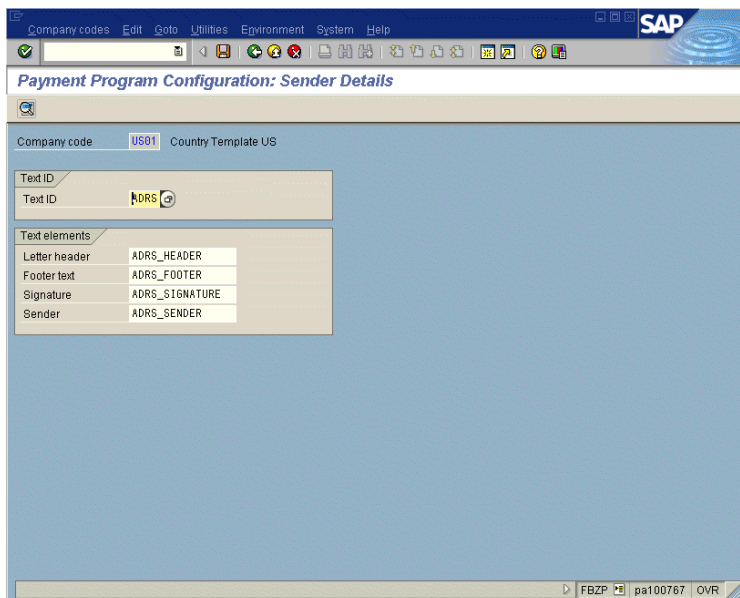 Company codes Edit Goto Utilities Environment System Help
SAP
Payment Program Configuration: Sender Details
Company code US01 Country Template US
Text ID
Text ID ADRS
Text elements
Letter header ADRS_HEADER
Footer text ADRS_FOOTER
Signature ADRS_SIGNATURE
Sender ADRS_SENDER
FBZP pa100767 OVR